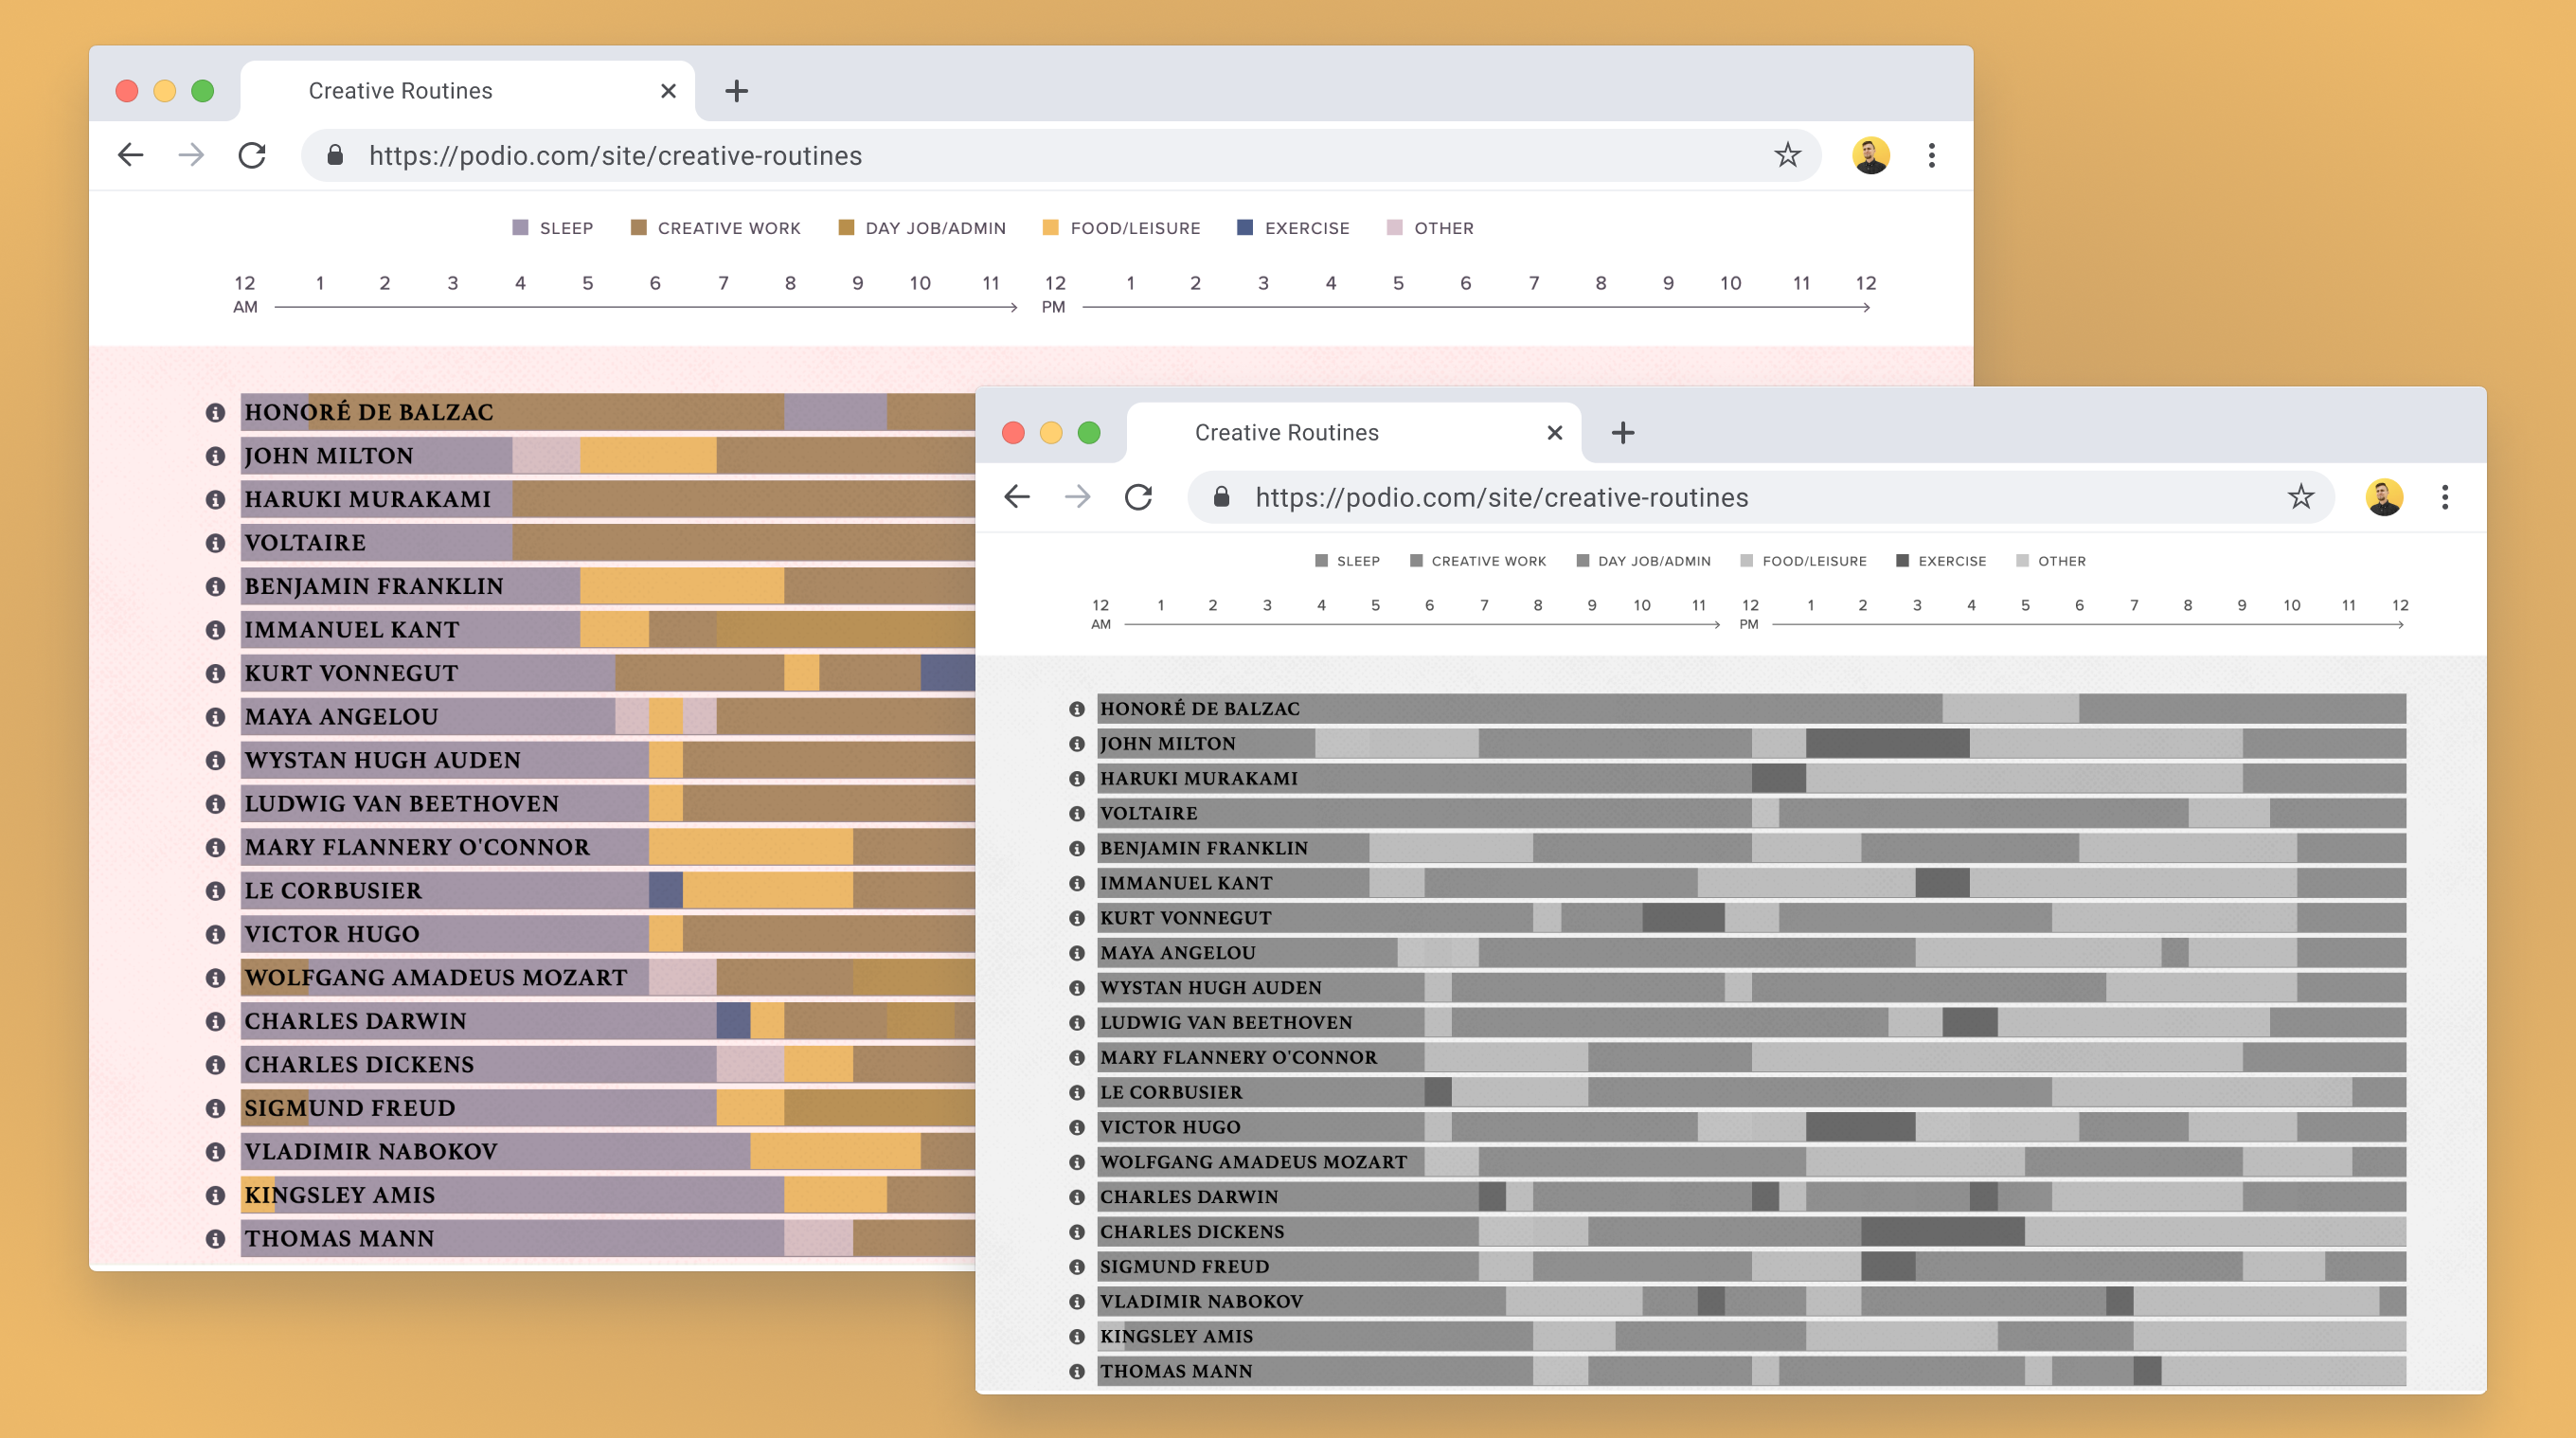 Creative Routines
https://podio.com/site/creative-routines
SLEEP CREATIVE WORK DAY JOB/ADMIN FOOD/LEISURE EXERCISE OTHER
12 1 2 3 4 5 6 7 8 9 10 11 12 1 2 3 4 5 6 7 8 9 10 11 12
AM PM
HONORÉ DE BALZAC
JOHN MILTON
HARUKI MURAKAMI
VOLTAIRE
BENJAMIN FRANKLIN
IMMANUEL KANT
KURT VONNEGUT
MAYA ANGELOU
WYSTAN HUGH AUDEN
LUDWIG VAN BEETHOVEN
MARY FLANNERY O'CONNOR
LE CORBUSIER
VICTOR HUGO
WOLFGANG AMADEUS MOZART
CHARLES DARWIN
CHARLES DICKENS
SIGMUND FREUD
VLADIMIR NABOKOV
KINGSLEY AMIS
THOMAS MANN
Creative Routines
https://podio.com/site/creative-routines
SLEEP CREATIVE WORK DAY JOB/ADMIN FOOD/LEISURE EXERCISE OTHER
12 1 2 3 4 5 6 7 8 9 10 11 12 1 2 3 4 5 6 7 8 9 10 11 12
AM PM
HONORÉ DE BALZAC
JOHN MILTON
HARUKI MURAKAMI
VOLTAIRE
BENJAMIN FRANKLIN
IMMANUEL KANT
KURT VONNEGUT
MAYA ANGELOU
WYSTAN HUGH AUDEN
LUDWIG VAN BEETHOVEN
MARY FLANNERY O'CONNOR
LE CORBUSIER
VICTOR HUGO
WOLFGANG AMADEUS MOZART
CHARLES DARWIN
CHARLES DICKENS
SIGMUND FREUD
VLADIMIR NABOKOV
KINGSLEY AMIS
THOMAS MANN